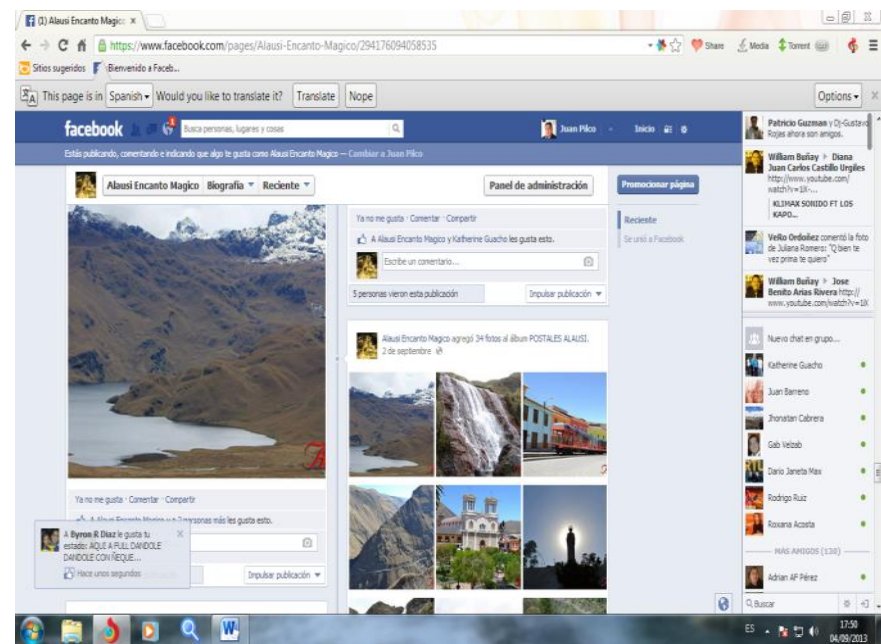 (1) Alausi Encanto Magico ×
https://www.facebook.com/pages/Alausi-Encanto-Magico/294176094058535
Share
Media
Torrent
Sitios sugeridos
Bienvenido a Faceb...
This page is in Spanish Would you like to translate it? Translate Nope
Options
facebook
1
Busca personas, lugares y cosas
Juan Pilco
Inicio
Estás publicando, comentando e indicando que algo te gusta como Alausi Encanto Magico — Cambiar a Juan Pilco
Alausi Encanto Magico Biografía Reciente
Panel de administración
Ya no me gusta · Comentar · Compartir
A Alausi Encanto Magico y Katherine Guacho les gusta esto.
Escribe un comentario...
5 personas vieron esta publicación
Impulsar publicación
Alausi Encanto Magico agregó 34 fotos al álbum POSTALES ALAUSI.
2 de septiembre
Ya no me gusta · Comentar · Compartir
A Alausi Encanto Magico y a 2 personas más les gusta esto.
Impulsar publicación
A Byron R Diaz le gusta tu
estado: AQUI A FULL DANDOLE
DANDOLE CON ÑEQUE...
Hace unos segundos
Promocionar página
Reciente
Se unió a Facebook
Patricio Guzman y Dj-Gustavo
Rojas ahora son amigos.
William Buñay ▸ Diana
Juan Carlos Castillo Urgiles
http://www.youtube.com/
watch?v=1X-...
KLIMAX SONIDO FT LOS
KAPO...
VeRo Ordoñez comentó la foto
de Juliana Romero: "Q bien te
vez prima te quiero"
William Buñay ▸ Jose
Benito Arias Rivera http://
www.youtube.com/watch?v=1X
Nuevo chat en grupo...
Katherine Guacho
Juan Barreno
Jhonatan Cabrera
Gab Velzab
Dario Janeta Max
Rodrigo Ruiz
Roxana Acosta
MÁS AMIGOS (130)
Adrian AF Pérez
Buscar
ES
17:50
04/09/2013